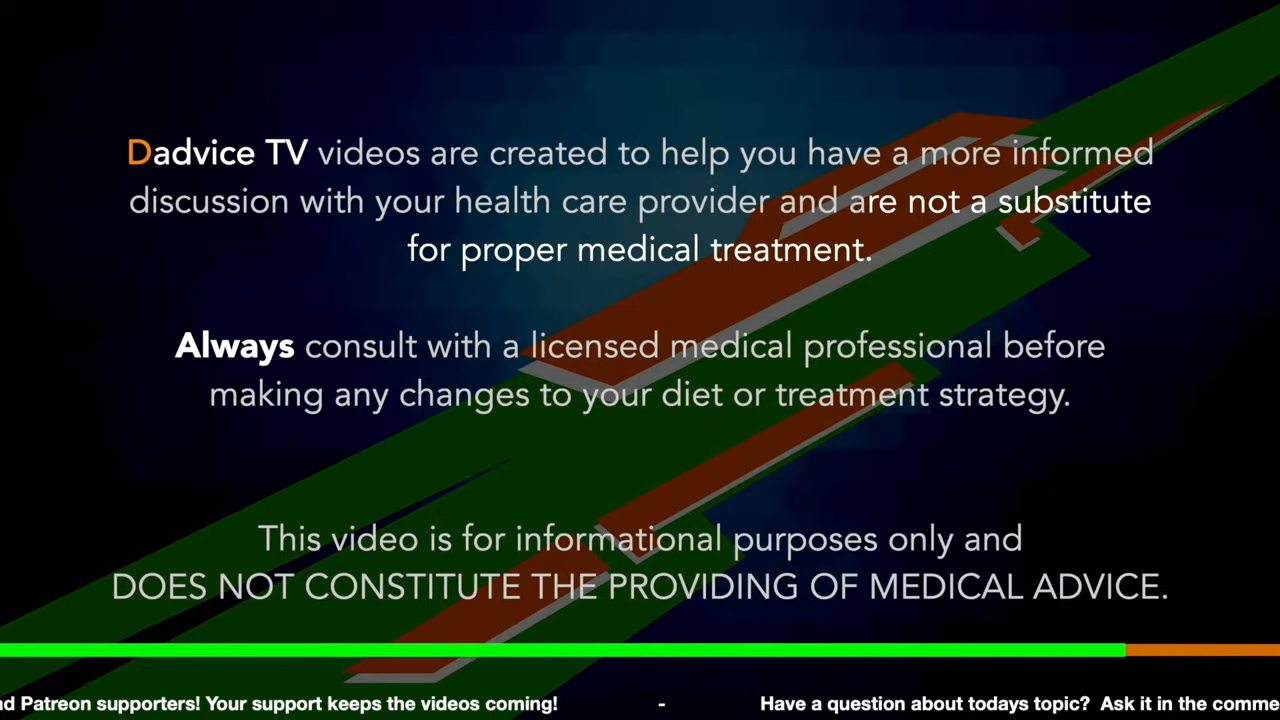 Dadvice TV videos are created to help you have a more informed
discussion with your health care provider and are not a substitute
for proper medical treatment.
Always consult with a licensed medical professional before
making any changes to your diet or treatment strategy.
This video is for informational purposes only and
DOES NOT CONSTITUTE THE PROVIDING OF MEDICAL ADVICE.
Patreon supporters! Your support keeps the videos coming! - Have a question about todays topic? Ask it in the